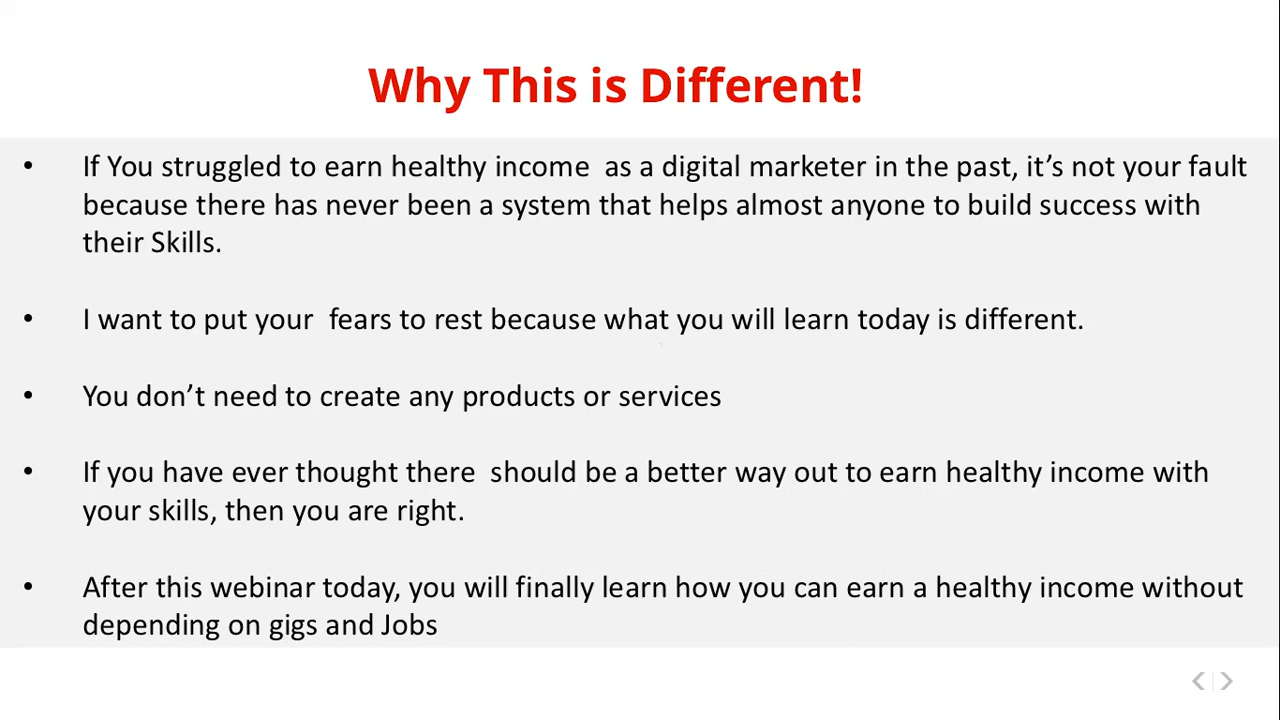 Why This is Different!
• If You struggled to earn healthy income  as a digital marketer in the past, it’s not your fault
because there has never been a system that helps almost anyone to build success with
their Skills.
• I want to put your  fears to rest because what you will learn today is different.
• You don’t need to create any products or services
• If you have ever thought there  should be a better way out to earn healthy income with
your skills, then you are right.
• After this webinar today, you will finally learn how you can earn a healthy income without
depending on gigs and Jobs